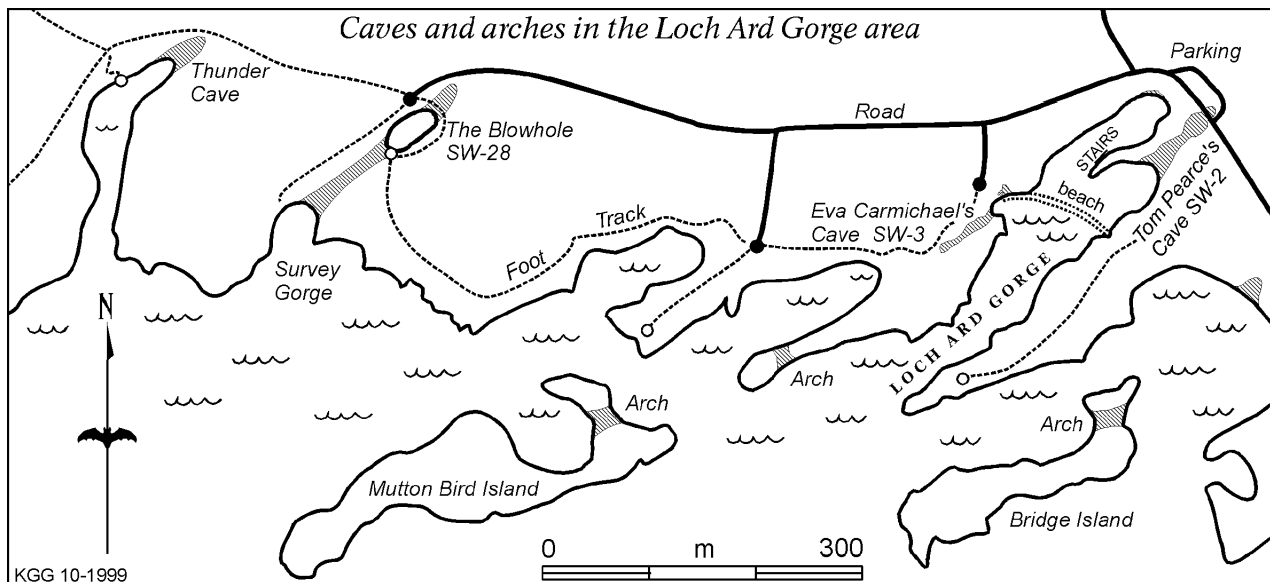 Caves and arches in the Loch Ard Gorge area
Parking
Thunder
Cave
Road
The Blowhole
SW-28
STAIRS
beach
Tom Pearce's
Cave SW-2
Eva Carmichael's
Cave SW-3
Track
Foot
Survey
Gorge
LOCH ARD GORGE
N
Arch
Arch
Arch
Mutton Bird Island
Bridge Island
0 m 300
KGG 10-1999